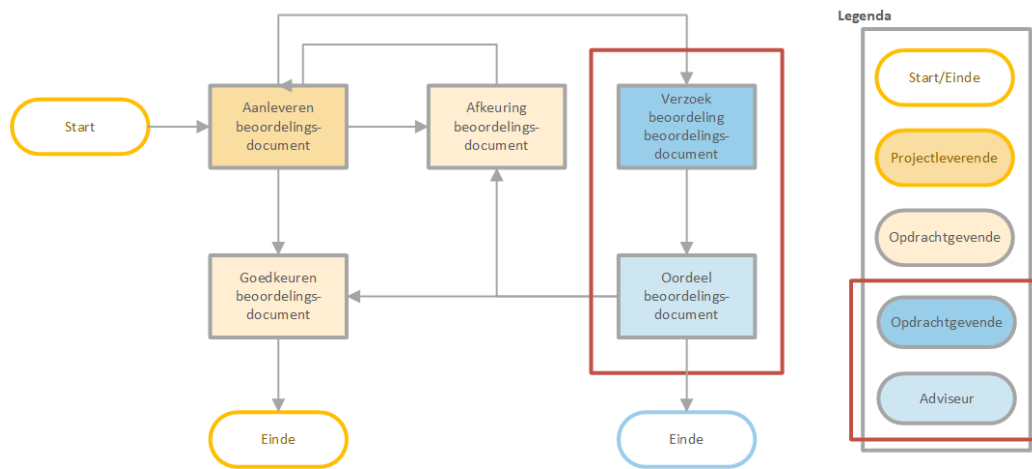 Legenda
Start
Aanleveren
beoordelings-
document
Afkeuring
beoordelings-
document
Verzoek
beoordeling
beoordelings-
document
Goedkeuren
beoordelings-
document
Oordeel
beoordelings-
document
Einde
Einde
Start/Einde
Projectleverende
Opdrachtgevende
Opdrachtgevende
Adviseur